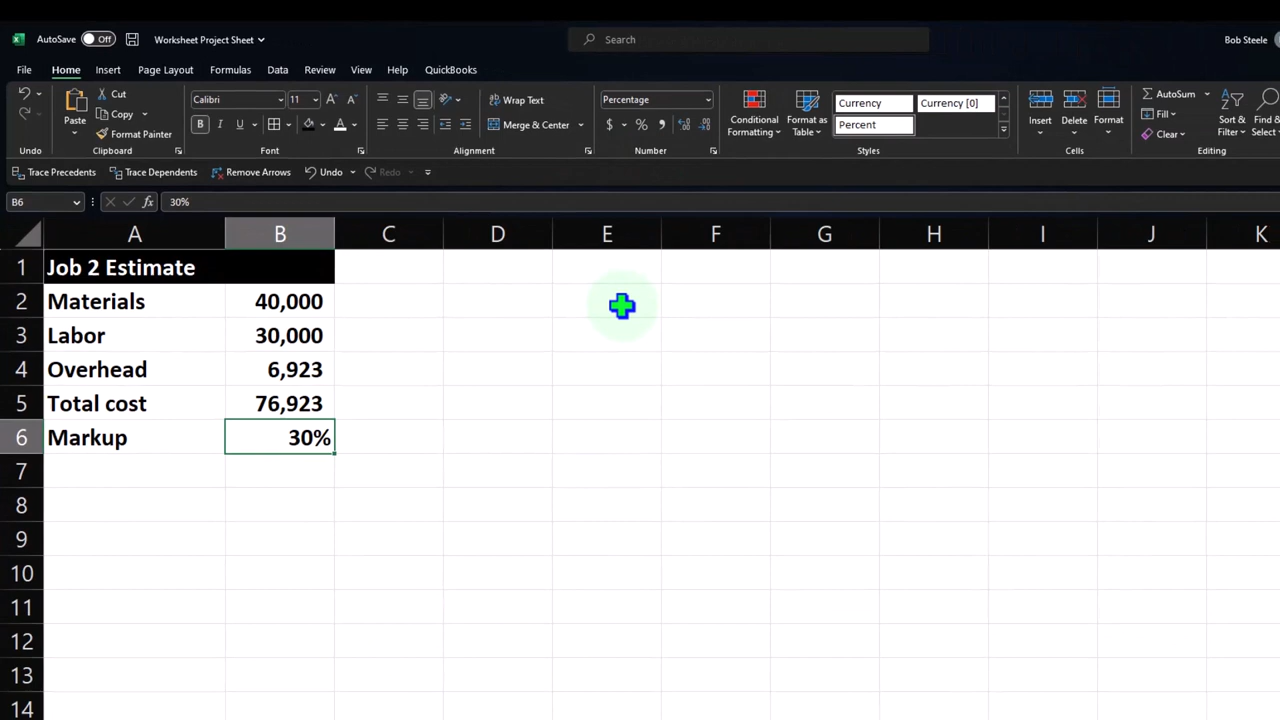 AutoSave Off Worksheet Project Sheet Search Bob Steele
File Home Insert Page Layout Formulas Data Review View Help QuickBooks
Paste Cut Copy Format Painter
Calibri 11 B I U A
Wrap Text Merge & Center
Percentage $ % ,
Conditional Formatting Format as Table
Currency Currency [0] Percent
Insert Delete Format
AutoSum Fill Clear Sort & Filter Find &
Undo Clipboard Font Alignment Number Styles Cells Editing
Trace Precedents Trace Dependents Remove Arrows Undo Redo
B6 fx 30%
A B C D E F G H I J K
1 Job 2 Estimate
2 Materials 40,000
3 Labor 30,000
4 Overhead 6,923
5 Total cost 76,923
6 Markup 30%
7
8
9
10
11
12
13
14